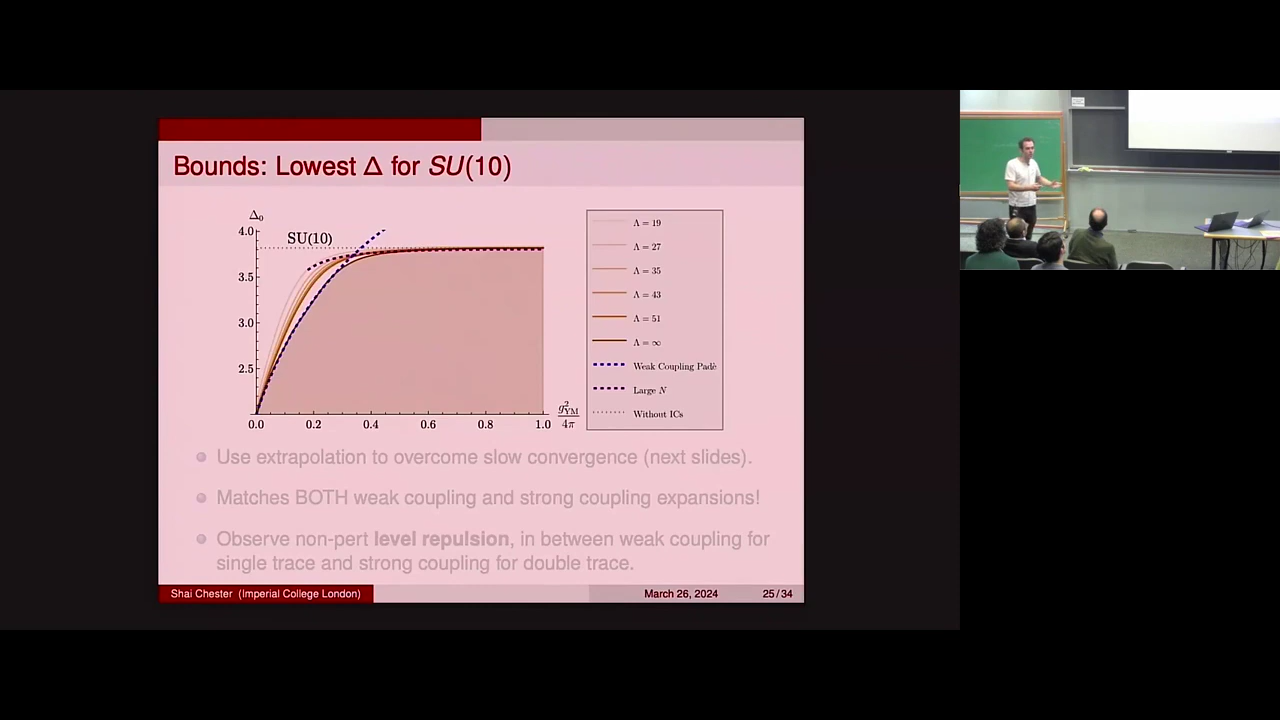 Bounds: Lowest Δ for SU(10)
Δ₀
4.0
SU(10)
3.5
3.0
2.5
0.0 0.2 0.4 0.6 0.8 1.0
g²YM
4π
Λ = 19
Λ = 27
Λ = 35
Λ = 43
Λ = 51
Λ = ∞
Weak Coupling Padè
Large N
Without ICs
Use extrapolation to overcome slow convergence (next slides).
Matches BOTH weak coupling and strong coupling expansions!
Observe non-pert level repulsion, in between weak coupling for
single trace and strong coupling for double trace.
Shai Chester (Imperial College London) March 26, 2024 25 / 34